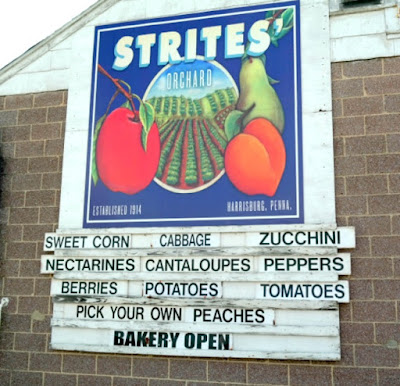 STRITES'
ORCHARD
ESTABLISHED 1914 HARRISBURG, PENNA.
SWEET CORN CABBAGE ZUCCHINI
NECTARINES CANTALOUPES PEPPERS
BERRIES POTATOES TOMATOES
PICK YOUR OWN PEACHES
BAKERY OPEN